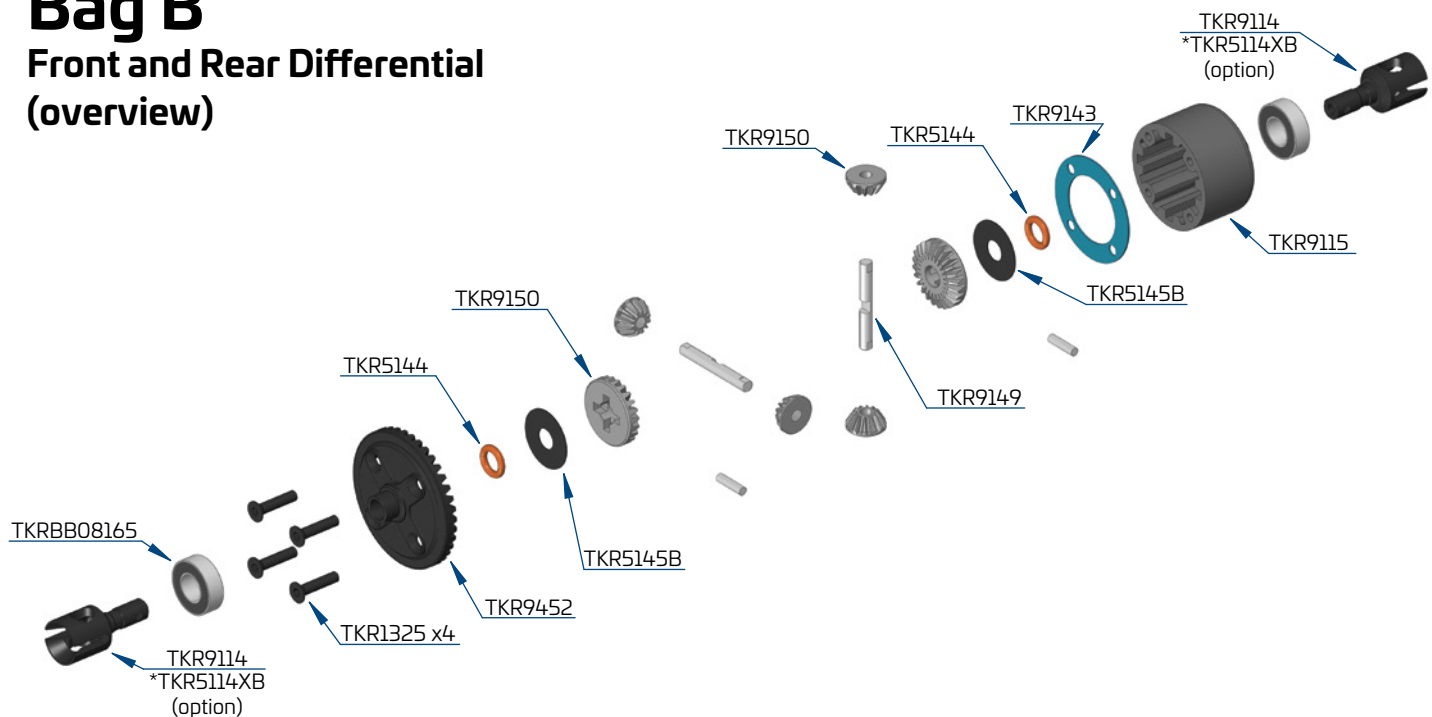 Bag B
Front and Rear Differential
(overview)
TKR9114
*TKR5114XB
(option)
TKR9143
TKR5144
TKR9150
TKR9115
TKR5145B
TKR9150
TKR5144
TKR9149
TKRBB08165
TKR5145B
TKR9452
TKR1325 x4
TKR9114
*TKR5114XB
(option)